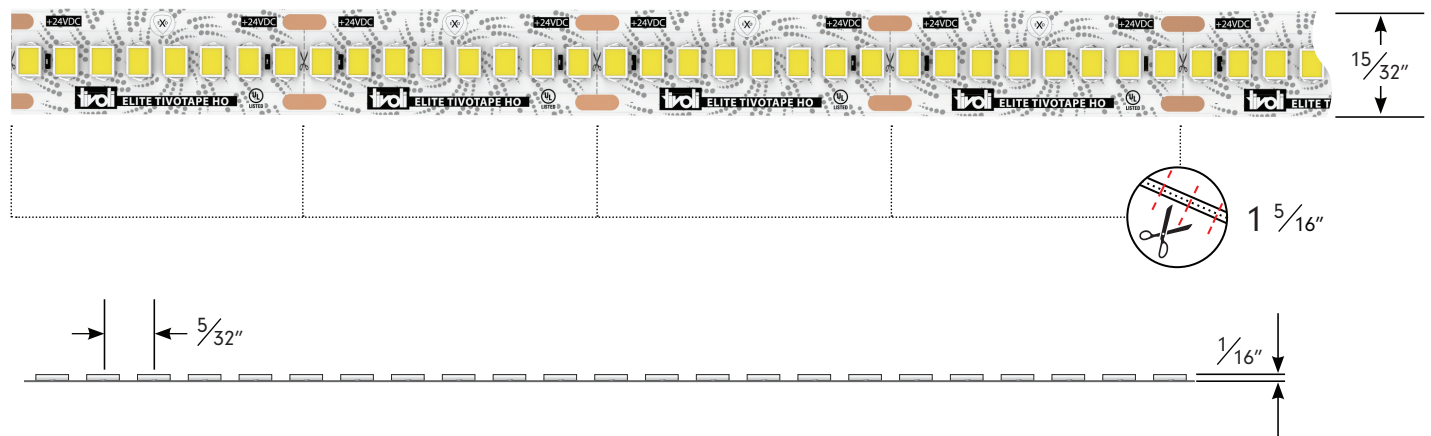 +24VDC +24VDC +24VDC +24VDC +24VDC +24VDC +24VDC +24VDC +24VDC
tivoli ELITE TIVOTAPE HO UL LISTED tivoli ELITE TIVOTAPE HO UL LISTED tivoli ELITE TIVOTAPE HO UL LISTED tivoli ELITE TIVOTAPE HO UL LISTED tivoli ELITE T
15/32"
1 5/16"
5/32"
1/16"